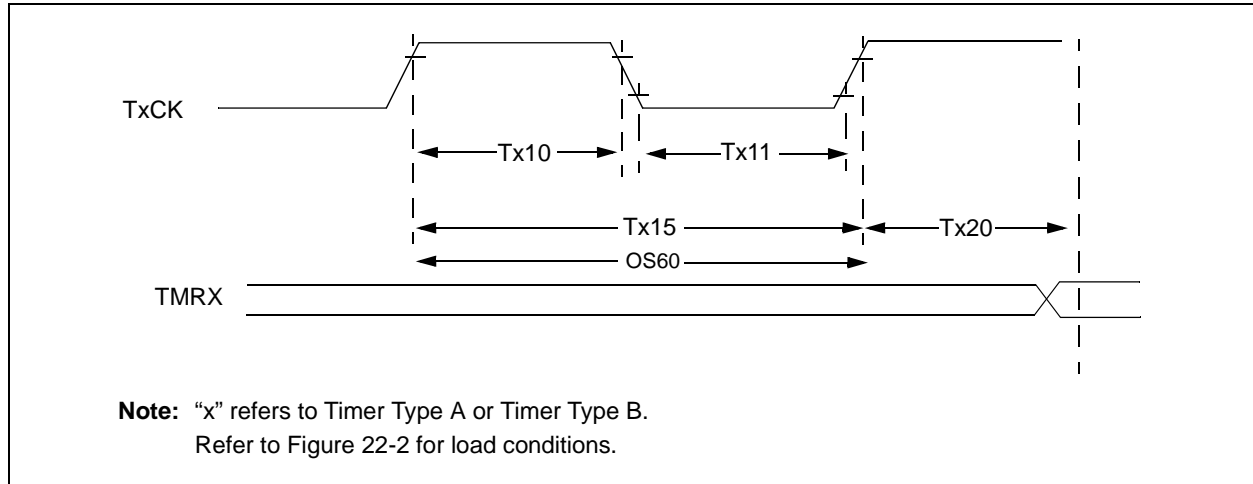 TxCK
Tx10
Tx11
Tx15
Tx20
OS60
TMRX
Note: “x” refers to Timer Type A or Timer Type B.
Refer to Figure 22-2 for load conditions.